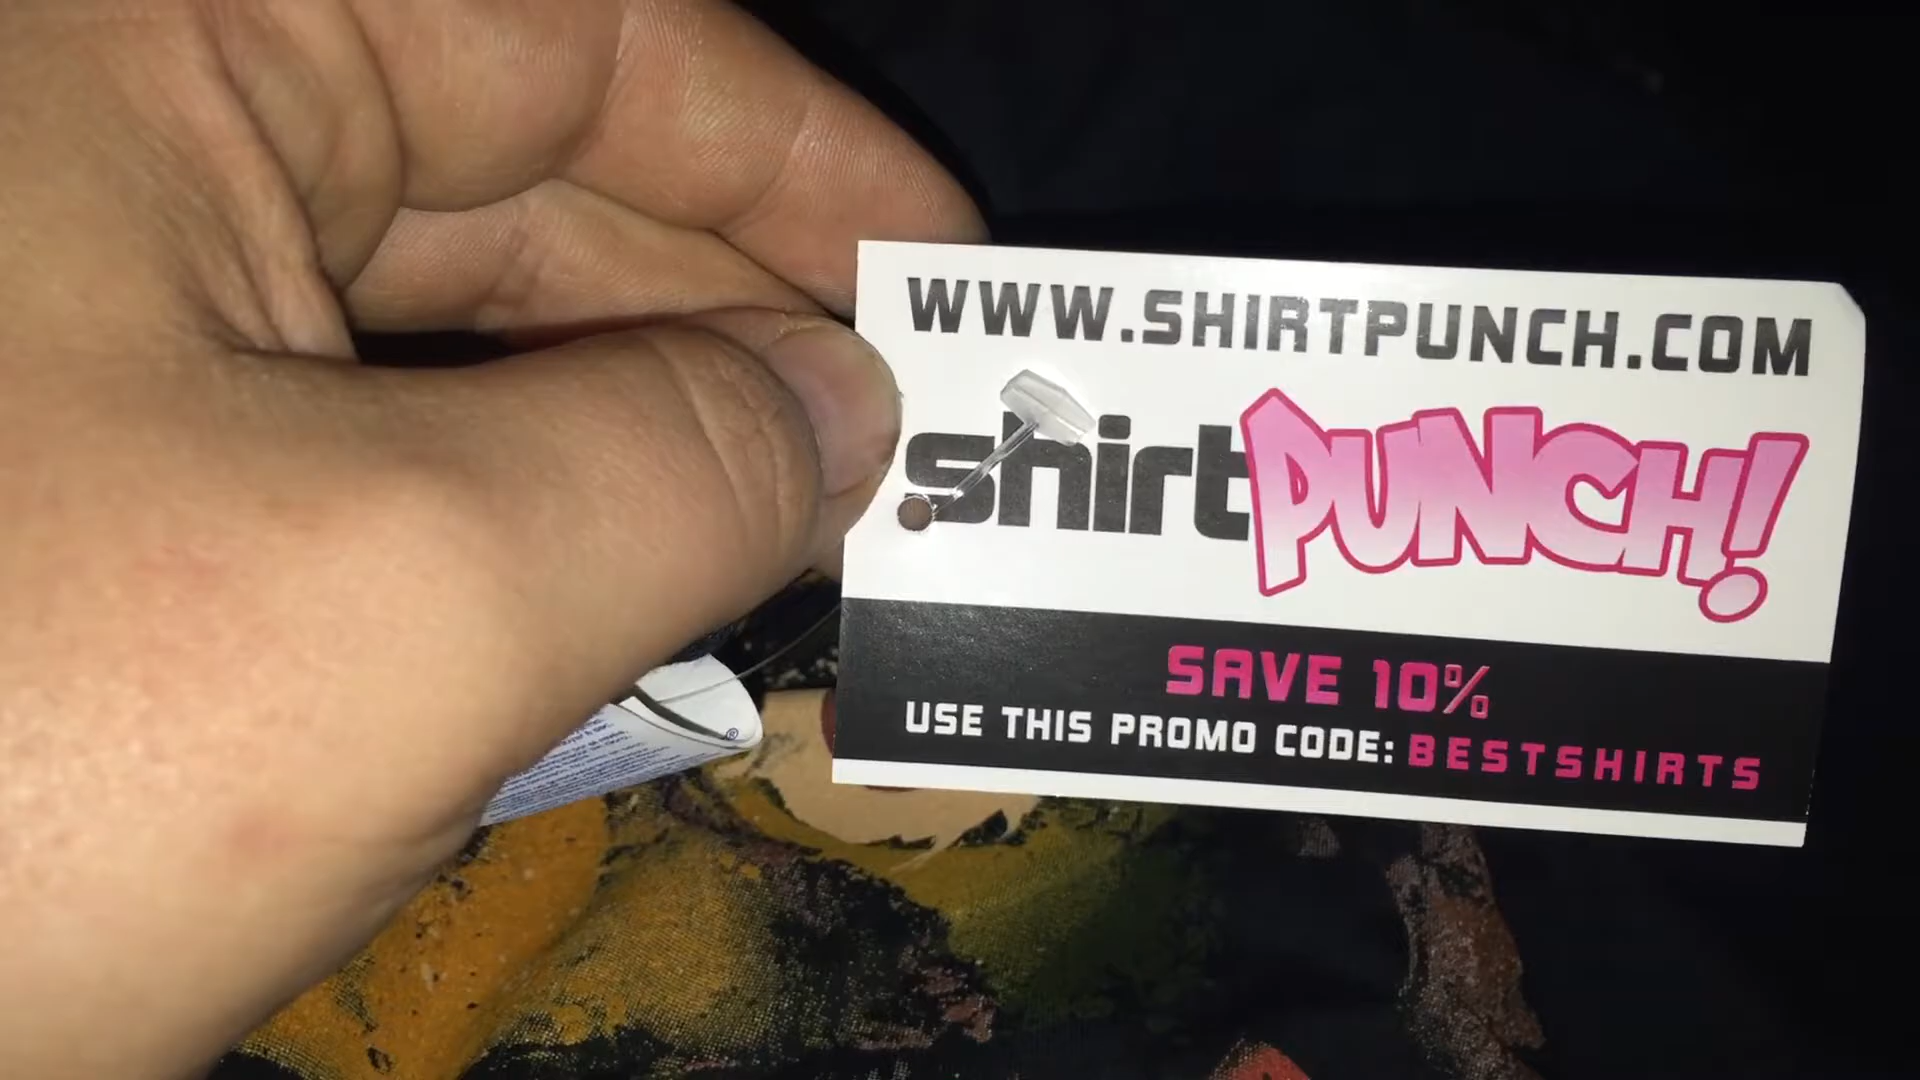 WWW.SHIRTPUNCH.COM
shirtPUNCH!
SAVE 10%
USE THIS PROMO CODE: BESTSHIRTS
®